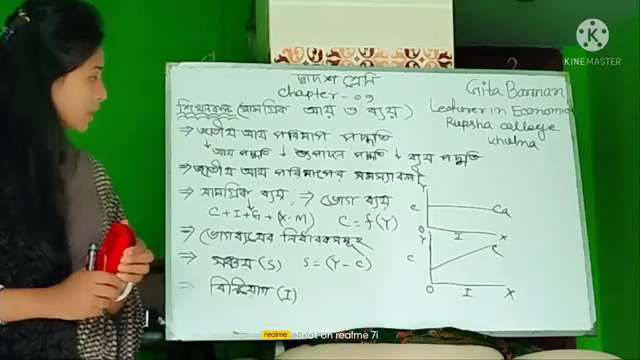 দ্বাদশ শ্রেণি
Chapter - 09
শিখনফল (সামগ্রিক আয় ও ব্যয়)
⇒ জাতীয় আয় পরিমাপ পদ্ধতি
↓ আয় পদ্ধতি ↓ উৎপাদন পদ্ধতি ↓ ব্যয় পদ্ধতি
⇒ জাতীয় আয় পরিমাপের সমস্যাবলী
⇒ সামগ্রিক ব্যয় ⇒ ভোগ ব্যয়
C + I + G + (X - M) C = f(Y)
⇒ ভোগব্যয়ের নির্ধারকসমূহ
⇒ সঞ্চয় (S) S = (Y - C)
⇒ বিনিয়োগ (I)
Gita Barman
Lecturer in Economi
Rupsha college
khulna
Y
C
O I X
Y
C
O I X
KINEMASTER
realme Shot on realme 7i